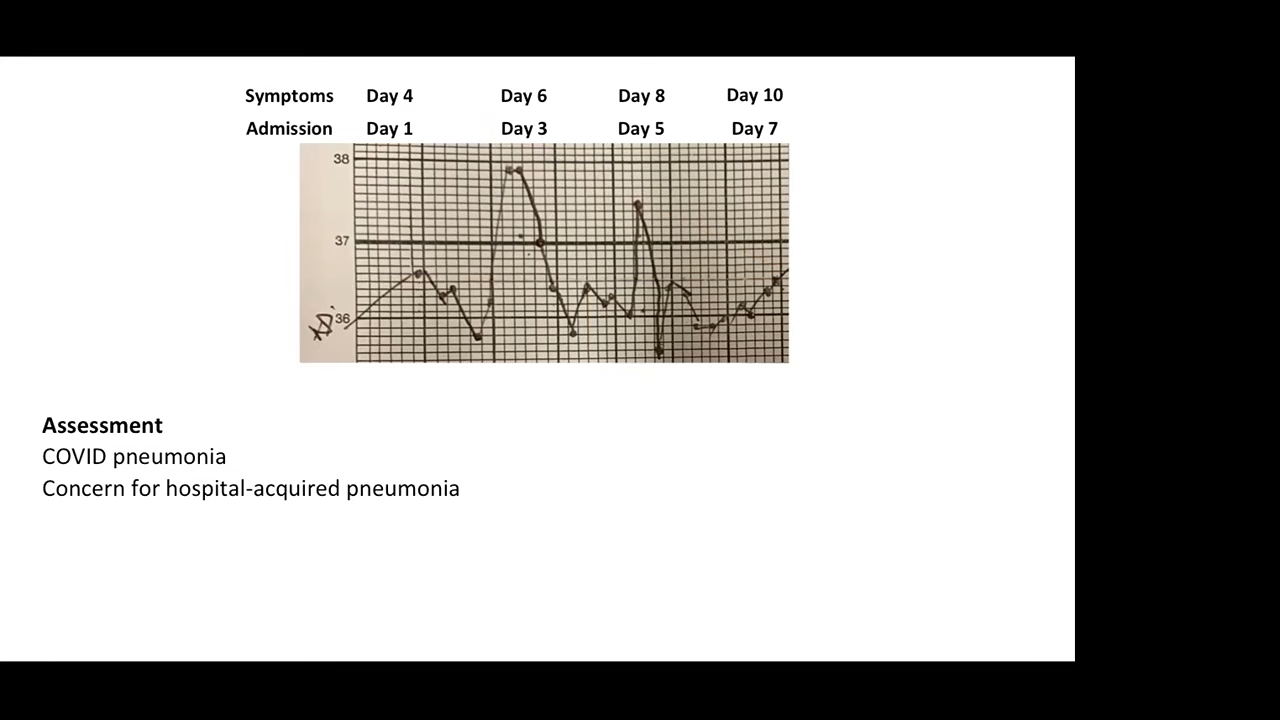 Symptoms Day 4 Day 6 Day 8 Day 10
Admission Day 1 Day 3 Day 5 Day 7
38
37
36
Assessment
COVID pneumonia
Concern for hospital-acquired pneumonia